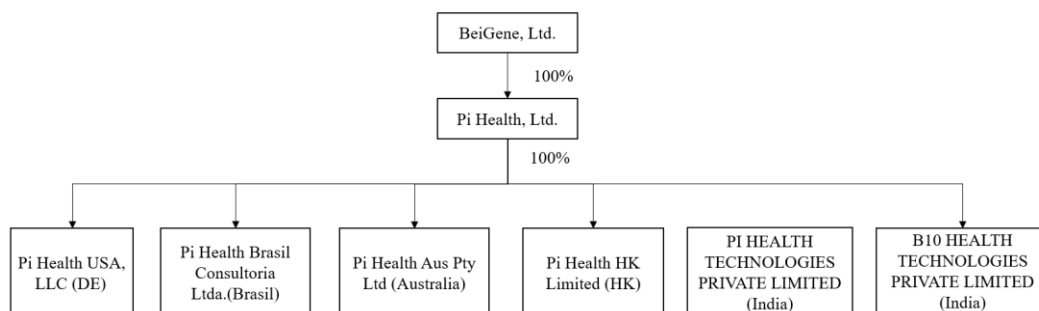 BeiGene, Ltd.
100%
Pi Health, Ltd.
100%
Pi Health USA,
LLC (DE)
Pi Health Brasil
Consultoria
Ltda.(Brasil)
Pi Health Aus Pty
Ltd (Australia)
Pi Health HK
Limited (HK)
PI HEALTH
TECHNOLOGIES
PRIVATE LIMITED
(India)
B10 HEALTH
TECHNOLOGIES
PRIVATE LIMITED
(India)